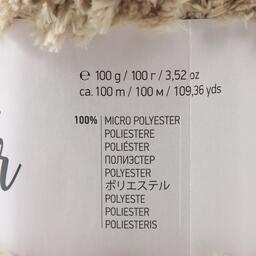 ℮ 100 g / 100 г / 3,52 oz
ca. 100 m / 100 м / 109,36 yds
100% MICRO POLYESTER
POLIESTERE
POLIÉSTER
ПОЛИЭСТЕР
POLYESTER
ポリエステル
POLYESTE
POLIESTER
POLIESTERIS